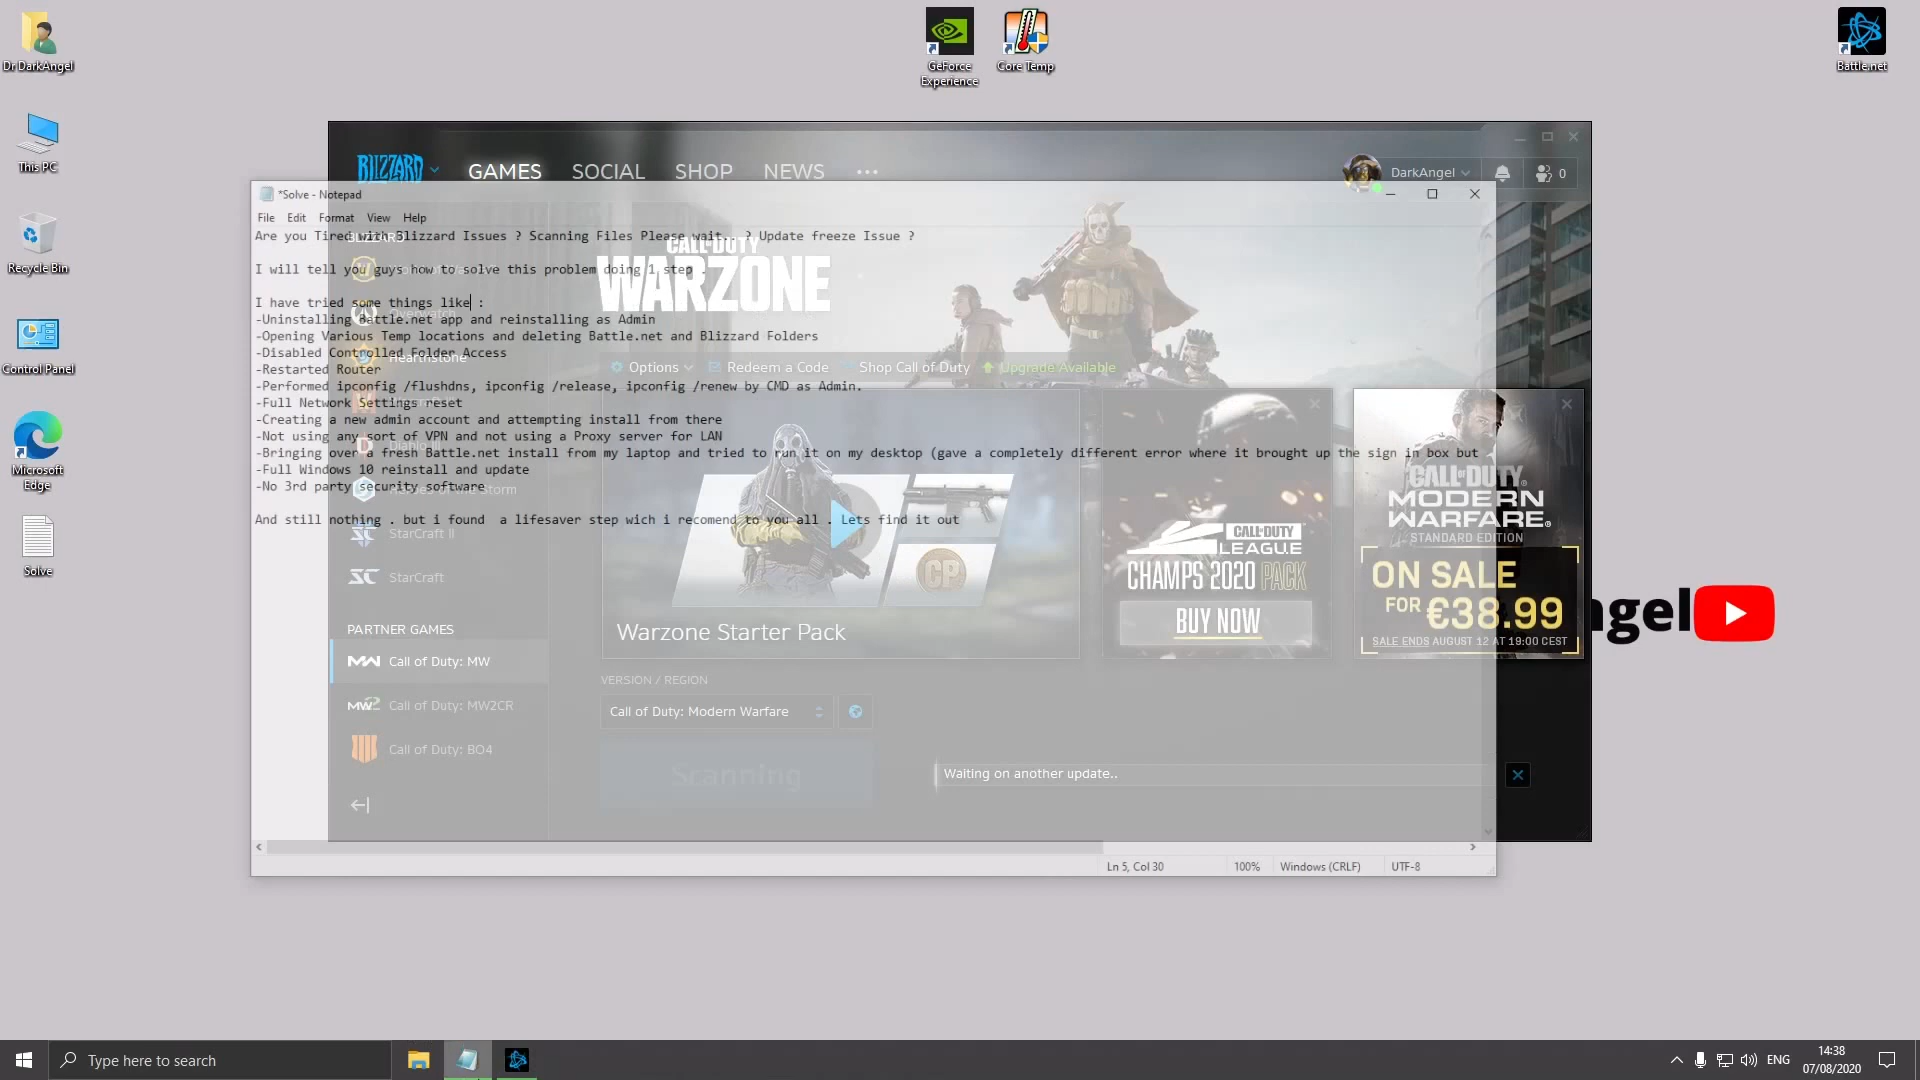 Dr DarkAngel
This PC
Recycle Bin
Control Panel
Microsoft
Edge
Solve
GeForce
Experience
Core Temp
Battle.net
BLIZZARD
GAMES
SOCIAL
SHOP
NEWS
DarkAngel
0
*Solve - Notepad
File Edit Format View Help
Are you Tired with Blizzard Issues ? Scanning Files Please wait.. ? Update freeze Issue ?
I will tell you guys how to solve this problem doing 1 step .
I have tried some things like :
-Uninstalling Battle.net app and reinstalling as Admin
-Opening Various Temp locations and deleting Battle.net and Blizzard Folders
-Disabled Controlled Folder Access
-Restarted Router
-Performed ipconfig /flushdns, ipconfig /release, ipconfig /renew by CMD as Admin.
-Full Network Settings reset
-Creating a new admin account and attempting install from there
-Not using any sort of VPN and not using a Proxy server for LAN
-Bringing over a fresh Battle.net install from my laptop and tried to run it on my desktop (gave a completely different error where it brought up the sign in box but
-Full Windows 10 reinstall and update
-No 3rd party security software
And still nothing . but i found  a lifesaver step wich i recomend to you all . Lets find it out
CALL OF DUTY
WARZONE
Overwatch
Hearthstone
Diablo III
Heroes of the Storm
StarCraft II
StarCraft
PARTNER GAMES
Call of Duty: MW
Call of Duty: MW2CR
Call of Duty: BO4
Options
Redeem a Code
Shop Call of Duty
Upgrade Available
CP
Warzone Starter Pack
CALL OF DUTY
LEAGUE
CHAMPS 2020 PACK
BUY NOW
CALL OF DUTY
MODERN
WARFARE
STANDARD EDITION
ON SALE
FOR €38.99
SALE ENDS AUGUST 12 AT 19:00 CEST
ngel
VERSION / REGION
Call of Duty: Modern Warfare
Scanning
Waiting on another update..
Ln 5, Col 30
100%
Windows (CRLF)
UTF-8
Type here to search
ENG
14:38
07/08/2020